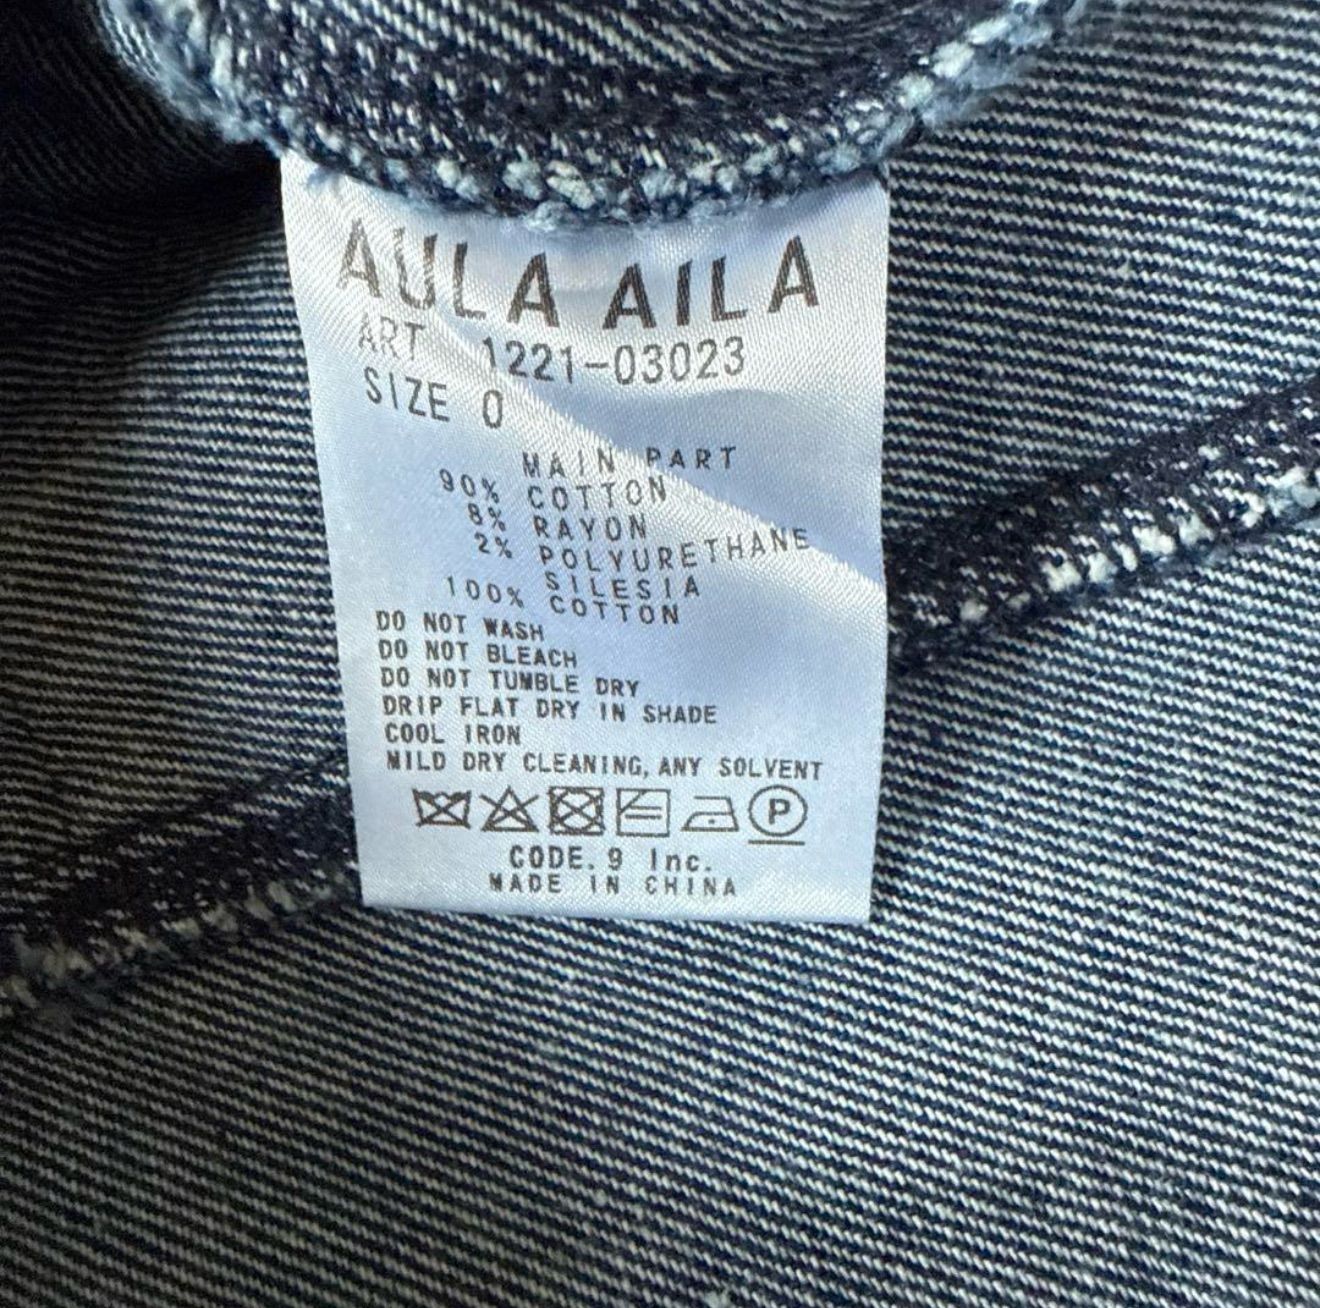 AULA AILA
ART 1221-03023
SIZE 0
MAIN PART
90% COTTON
8% RAYON
2% POLYURETHANE
SILESIA
100% COTTON
DO NOT WASH
DO NOT BLEACH
DO NOT TUMBLE DRY
DRIP FLAT DRY IN SHADE
COOL IRON
MILD DRY CLEANING, ANY SOLVENT
P
CODE. 9 Inc.
MADE IN CHINA